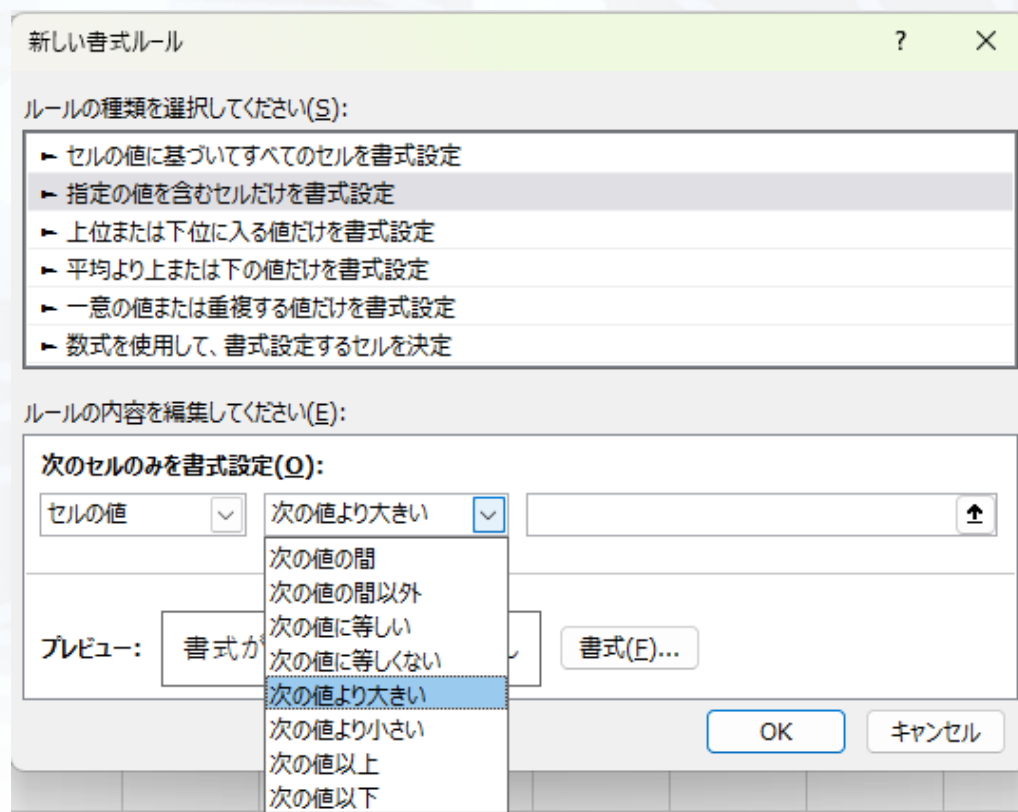 新しい書式ルール ? ×
ルールの種類を選択してください(S):
► セルの値に基づいてすべてのセルを書式設定
► 指定の値を含むセルだけを書式設定
► 上位または下位に入る値だけを書式設定
► 平均より上または下の値だけを書式設定
► 一意の値または重複する値だけを書式設定
► 数式を使用して、書式設定するセルを決定
ルールの内容を編集してください(E):
次のセルのみを書式設定(O):
セルの値 次の値より大きい
次の値の間
次の値の間以外
次の値に等しい
次の値に等しくない
次の値より大きい
次の値より小さい
次の値以上
次の値以下
プレビュー: 書式が 書式(F)...
OK キャンセル